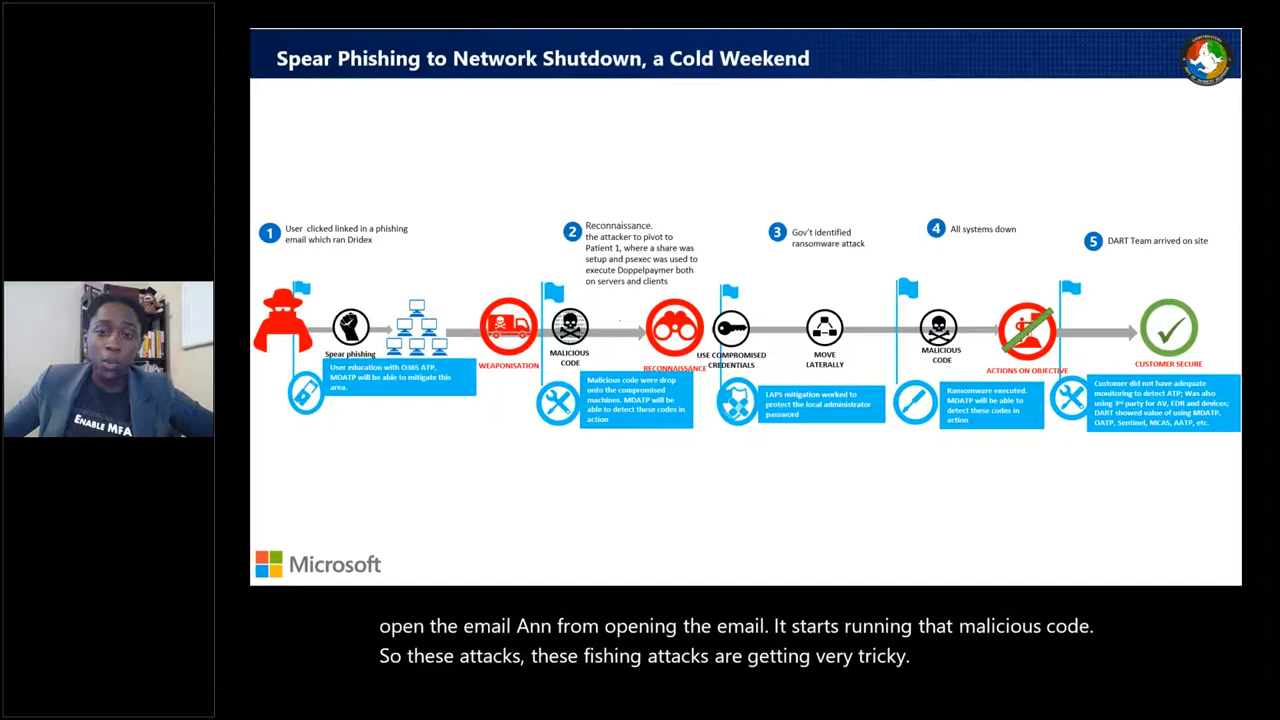 Spear Phishing to Network Shutdown, a Cold Weekend
1
User clicked linked in a phishing
email which ran Dridex
2
Reconnaissance.
the attacker to pivot to
Patient 1, where a share was
setup and psexec was used to
execute Doppelpaymer both
on servers and clients
3
Gov't identified
ransomware attack
4
All systems down
5
DART Team arrived on site
Spear phishing
User education with O365 ATP,
MDATP will be able to mitigate this
area.
WEAPONISATION
MALICIOUS
CODE
Malicious code were drop
onto the compromised
machines. MDATP will be
able to detect these codes in
action
RECONNAISSANCE
USE COMPROMISED
CREDENTIALS
MOVE
LATERALLY
LAPS mitigation worked to
protect the local administrator
password
MALICIOUS
CODE
Ransomware executed.
MDATP will be able to
detect these codes in
action
ACTIONS ON OBJECTIVE
CUSTOMER SECURE
Customer did not have adequate
monitoring to detect ATP; Was also
using 3rd party for AV, EDR and devices;
DART showed value of using MDATP,
OATP, Sentinel, MCAS, AATP, etc.
ENABLE MFA
Microsoft
open the email Ann from opening the email. It starts running that malicious code.
So these attacks, these fishing attacks are getting very tricky.